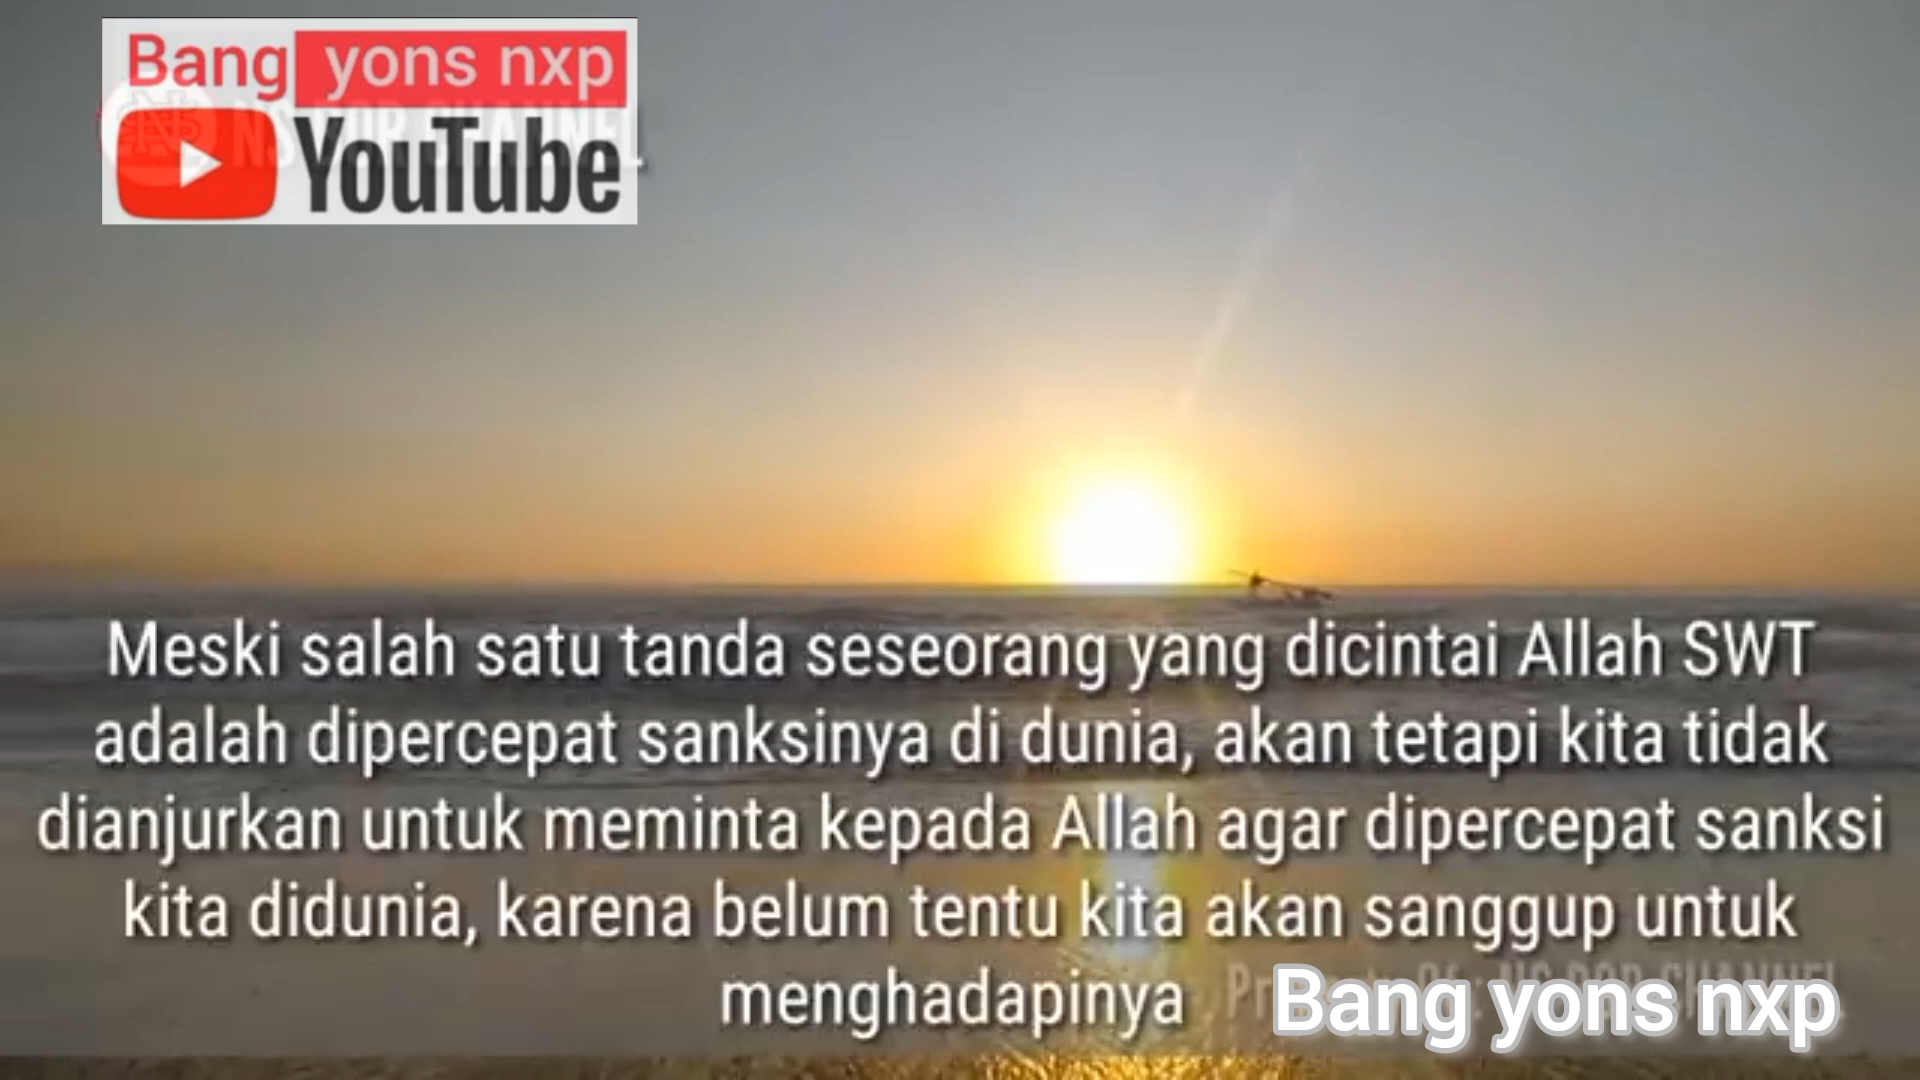 Bang yons nxp
YouTube
Meski salah satu tanda seseorang yang dicintai Allah SWT
adalah dipercepat sanksinya di dunia, akan tetapi kita tidak
dianjurkan untuk meminta kepada Allah agar dipercepat sanksi
kita didunia, karena belum tentu kita akan sanggup untuk
menghadapinya
Bang yons nxp